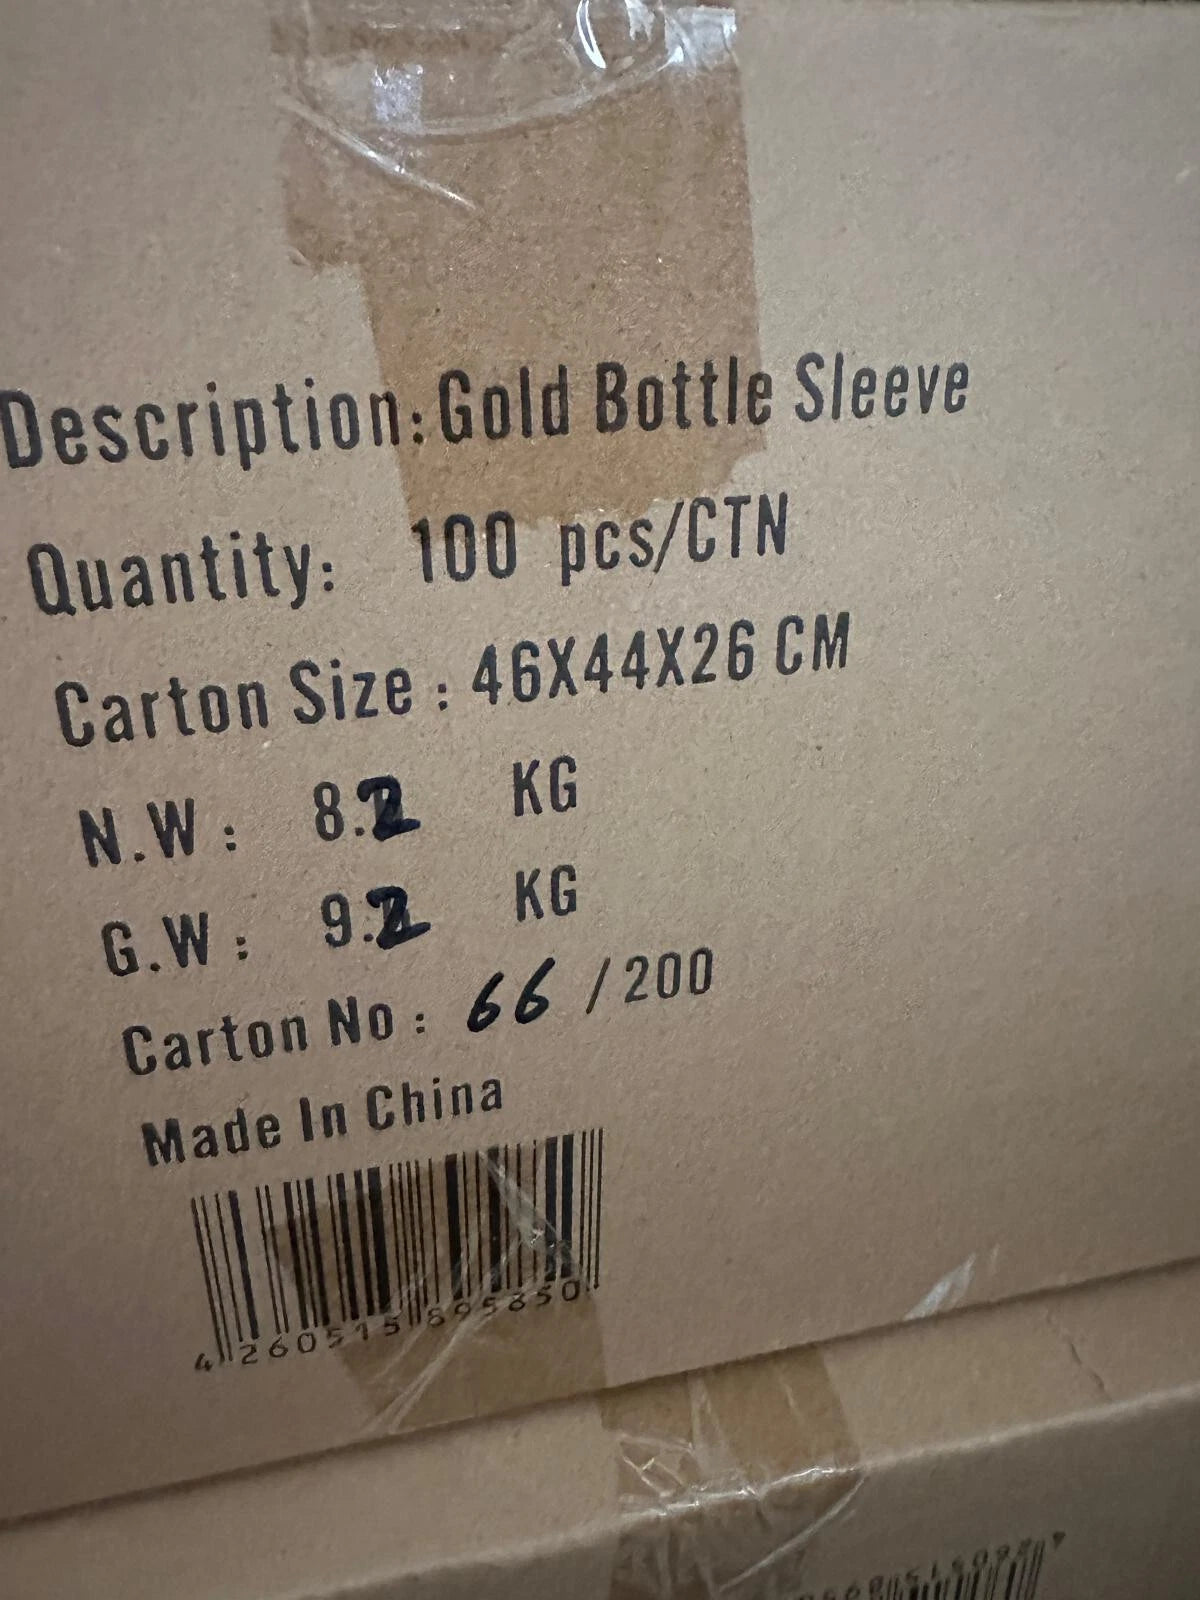 Description: Gold Bottle Sleeve
Quantity: 100 pcs/CTN
Carton Size : 46X44X26 CM
N.W : 8.2 KG
G.W : 9.2 KG
Carton No : 66 / 200
Made In China